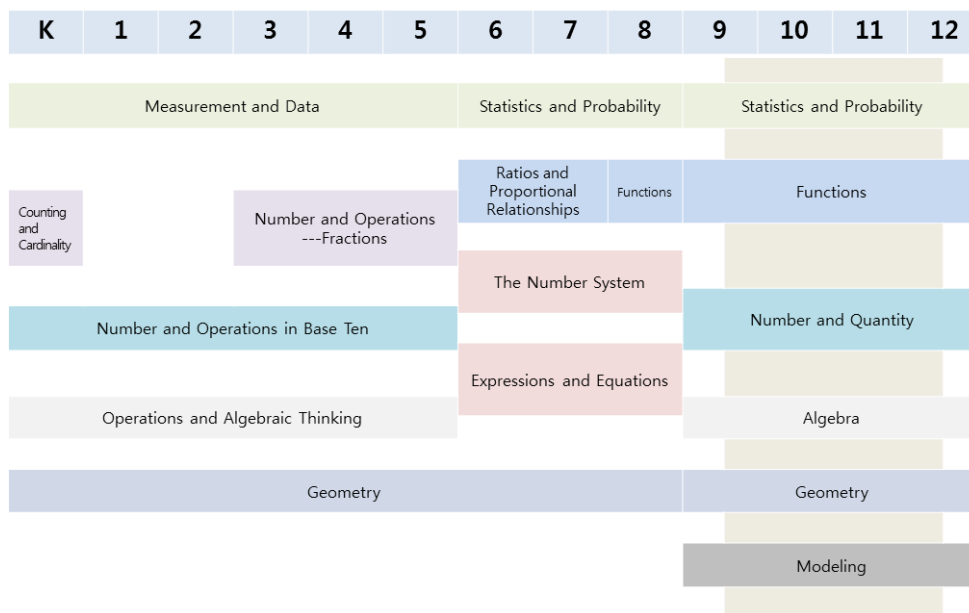 K 1 2 3 4 5 6 7 8 9 10 11 12
Measurement and Data
Statistics and Probability
Statistics and Probability
Ratios and
Proportional
Relationships
Functions
Functions
Counting
and
Cardinality
Number and Operations
---Fractions
The Number System
Number and Operations in Base Ten
Number and Quantity
Expressions and Equations
Operations and Algebraic Thinking
Algebra
Geometry
Geometry
Modeling